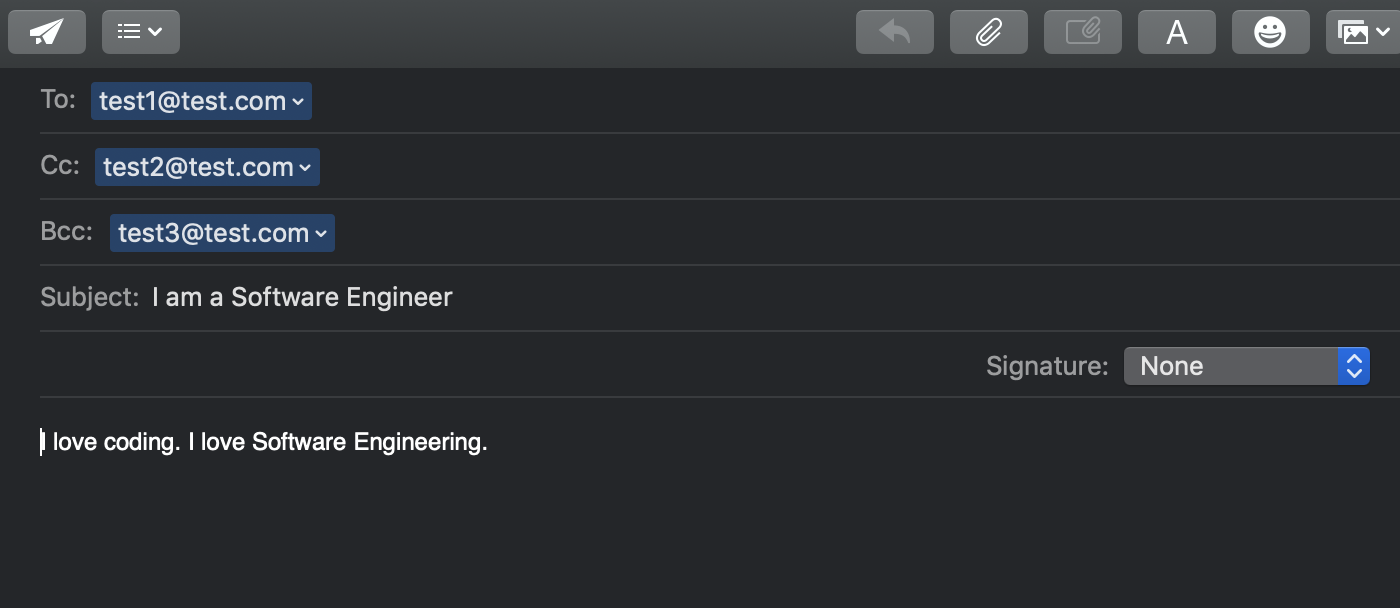 A
To: test1@test.com
Cc: test2@test.com
Bcc: test3@test.com
Subject: I am a Software Engineer
Signature: None
I love coding. I love Software Engineering.